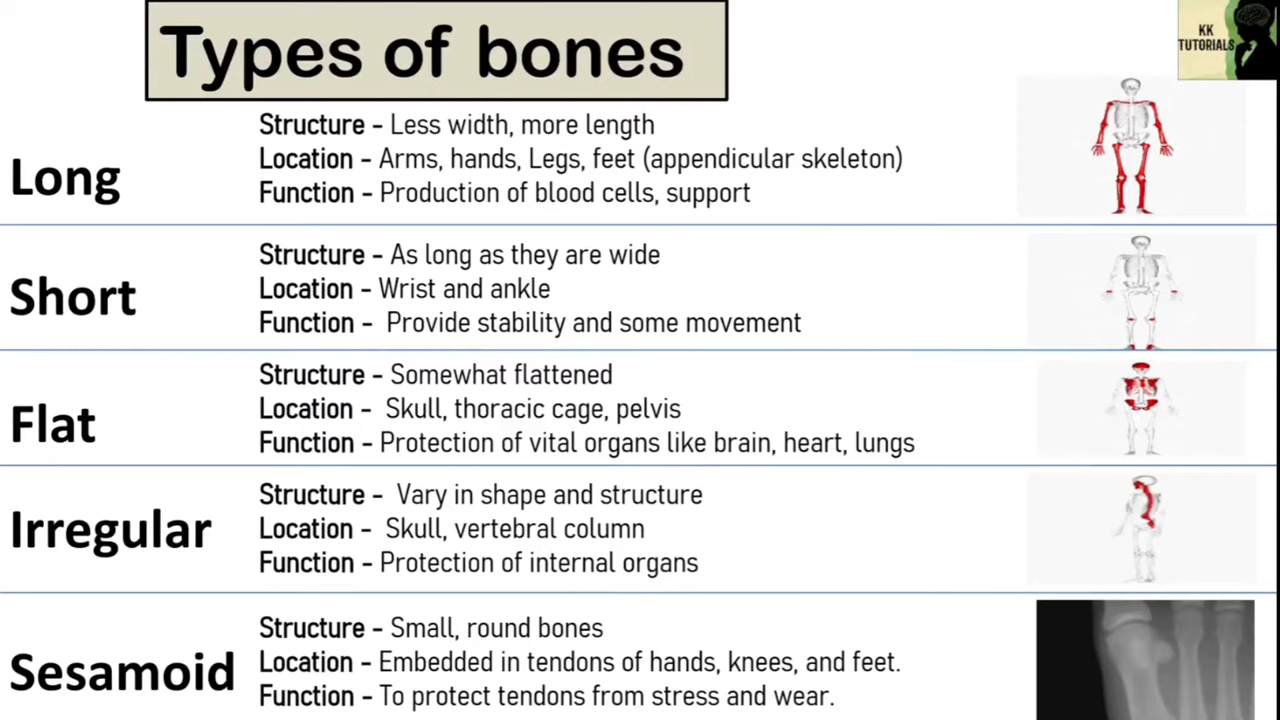 Types of bones
KK
TUTORIALS
Long
Structure - Less width, more length
Location - Arms, hands, Legs, feet (appendicular skeleton)
Function - Production of blood cells, support
Short
Structure - As long as they are wide
Location - Wrist and ankle
Function - Provide stability and some movement
Flat
Structure - Somewhat flattened
Location - Skull, thoracic cage, pelvis
Function - Protection of vital organs like brain, heart, lungs
Irregular
Structure - Vary in shape and structure
Location - Skull, vertebral column
Function - Protection of internal organs
Sesamoid
Structure - Small, round bones
Location - Embedded in tendons of hands, knees, and feet.
Function - To protect tendons from stress and wear.